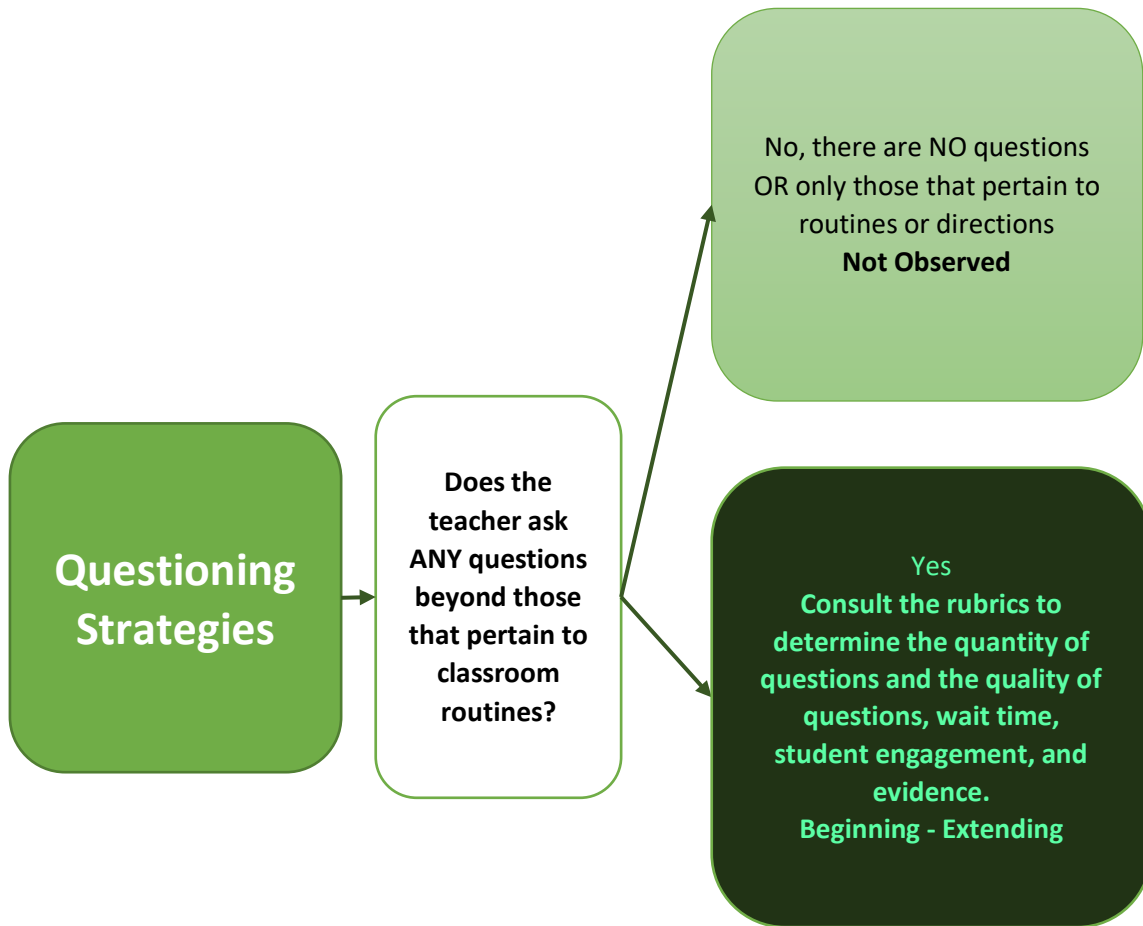 Questioning
Strategies
Does the
teacher ask
ANY questions
beyond those
that pertain to
classroom
routines?
No, there are NO questions
OR only those that pertain to
routines or directions
Not Observed
Yes
Consult the rubrics to
determine the quantity of
questions and the quality of
questions, wait time,
student engagement, and
evidence.
Beginning - Extending